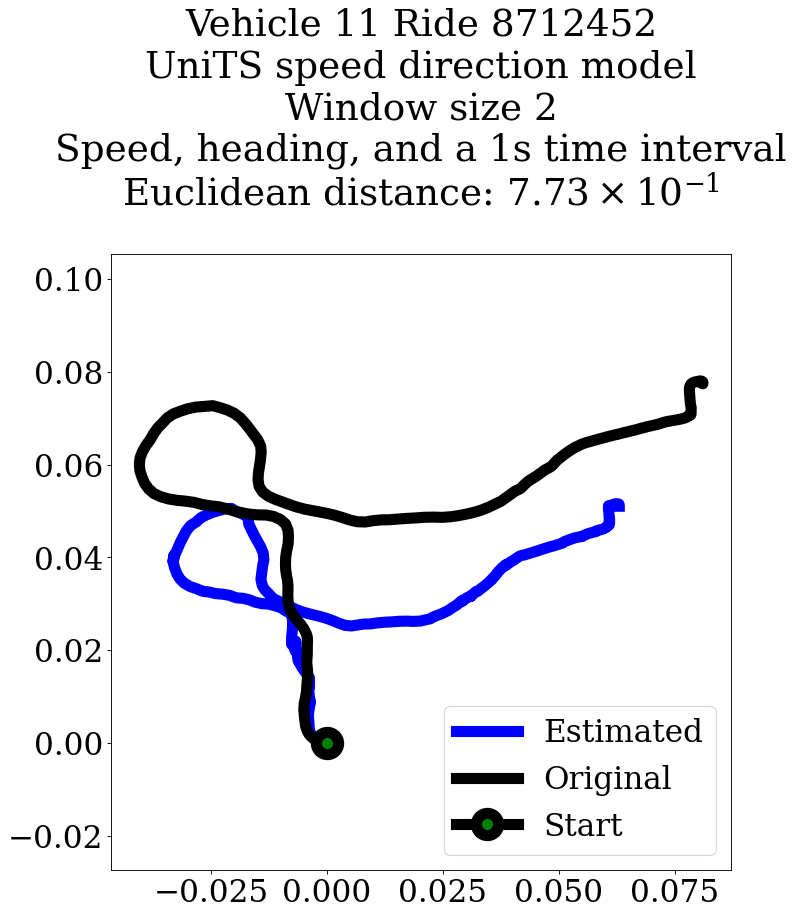 Vehicle 11 Ride 8712452
UniTS speed direction model
Window size 2
Speed, heading, and a 1s time interval
Euclidean distance: 7.73 × 10⁻¹
0.10
0.08
0.06
0.04
0.02
0.00
−0.02
Estimated
Original
Start
−0.025 0.000 0.025 0.050 0.075